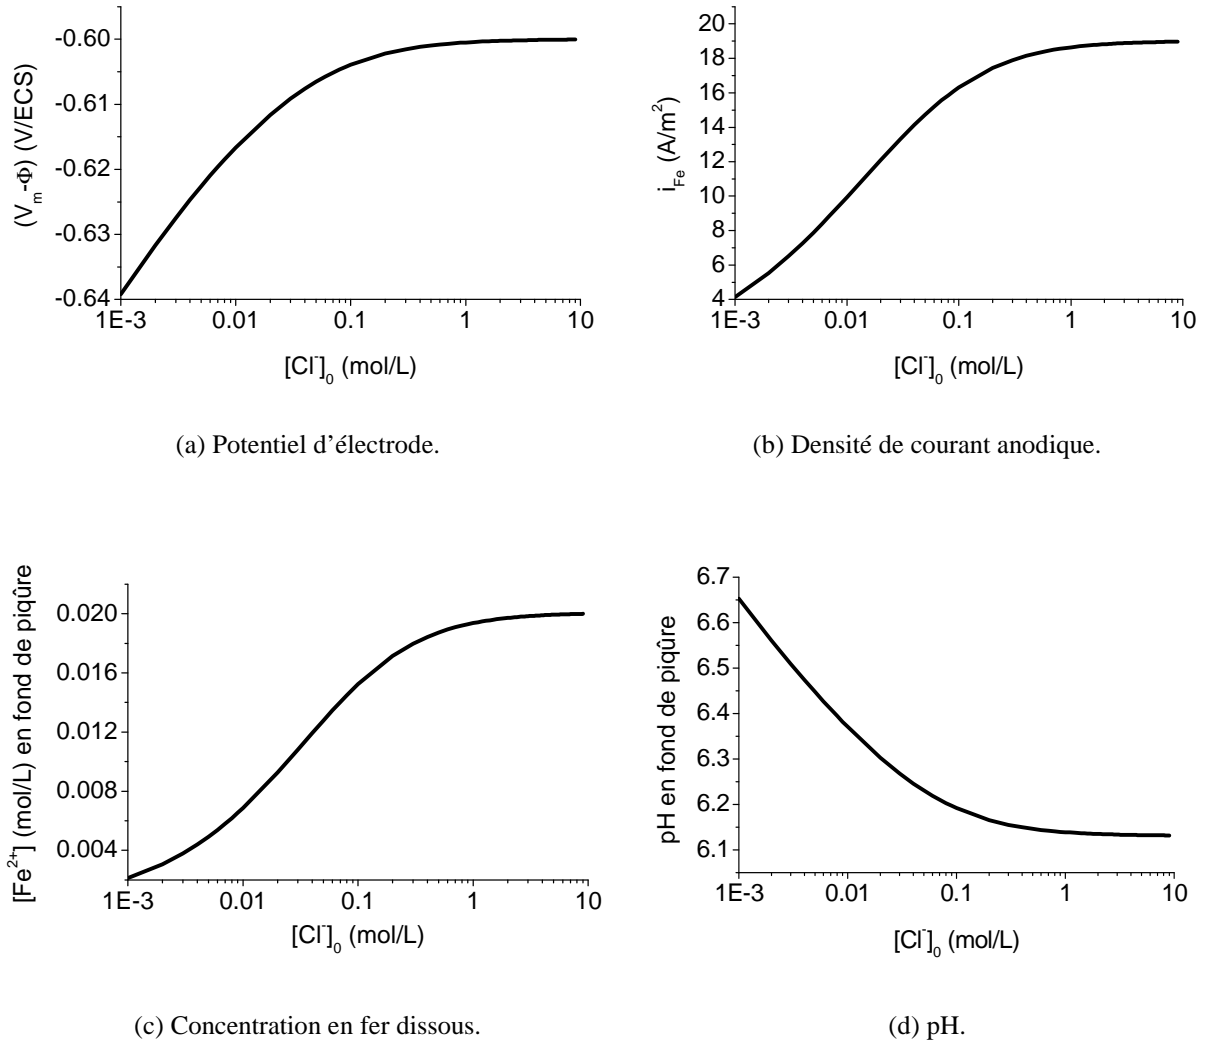 -0.60
-0.61
-0.62
-0.63
-0.64
(Vm-Φ) (V/ECS)
1E-3 0.01 0.1 1 10
[Cl-]0 (mol/L)
(a) Potentiel d’électrode.
20
18
16
14
12
10
8
6
4
iFe (A/m2)
1E-3 0.01 0.1 1 10
[Cl-]0 (mol/L)
(b) Densité de courant anodique.
0.020
0.016
0.012
0.008
0.004
[Fe2+] (mol/L) en fond de piqûre
1E-3 0.01 0.1 1 10
[Cl-]0 (mol/L)
(c) Concentration en fer dissous.
6.7
6.6
6.5
6.4
6.3
6.2
6.1
pH en fond de piqûre
1E-3 0.01 0.1 1 10
[Cl-]0 (mol/L)
(d) pH.